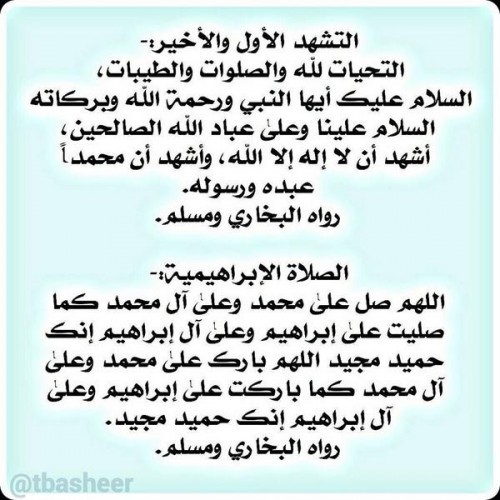 التشهد الأول والأخير:-
التحيات لله والصلوات والطيبات،
السلام عليك أيها النبي ورحمة الله وبركاته
السلام علينا وعلى عباد الله الصالحين،
أشهد أن لا إله إلا الله، وأشهد أن محمداً
عبده ورسوله.
رواه البخاري ومسلم.
الصلاة الإبراهيمية:-
اللهم صل على محمد وعلى آل محمد كما
صليت على إبراهيم وعلى آل إبراهيم إنك
حميد مجيد اللهم بارك على محمد وعلى
آل محمد كما باركت على إبراهيم وعلى
آل إبراهيم إنك حميد مجيد.
رواه البخاري ومسلم.
@tbasheer